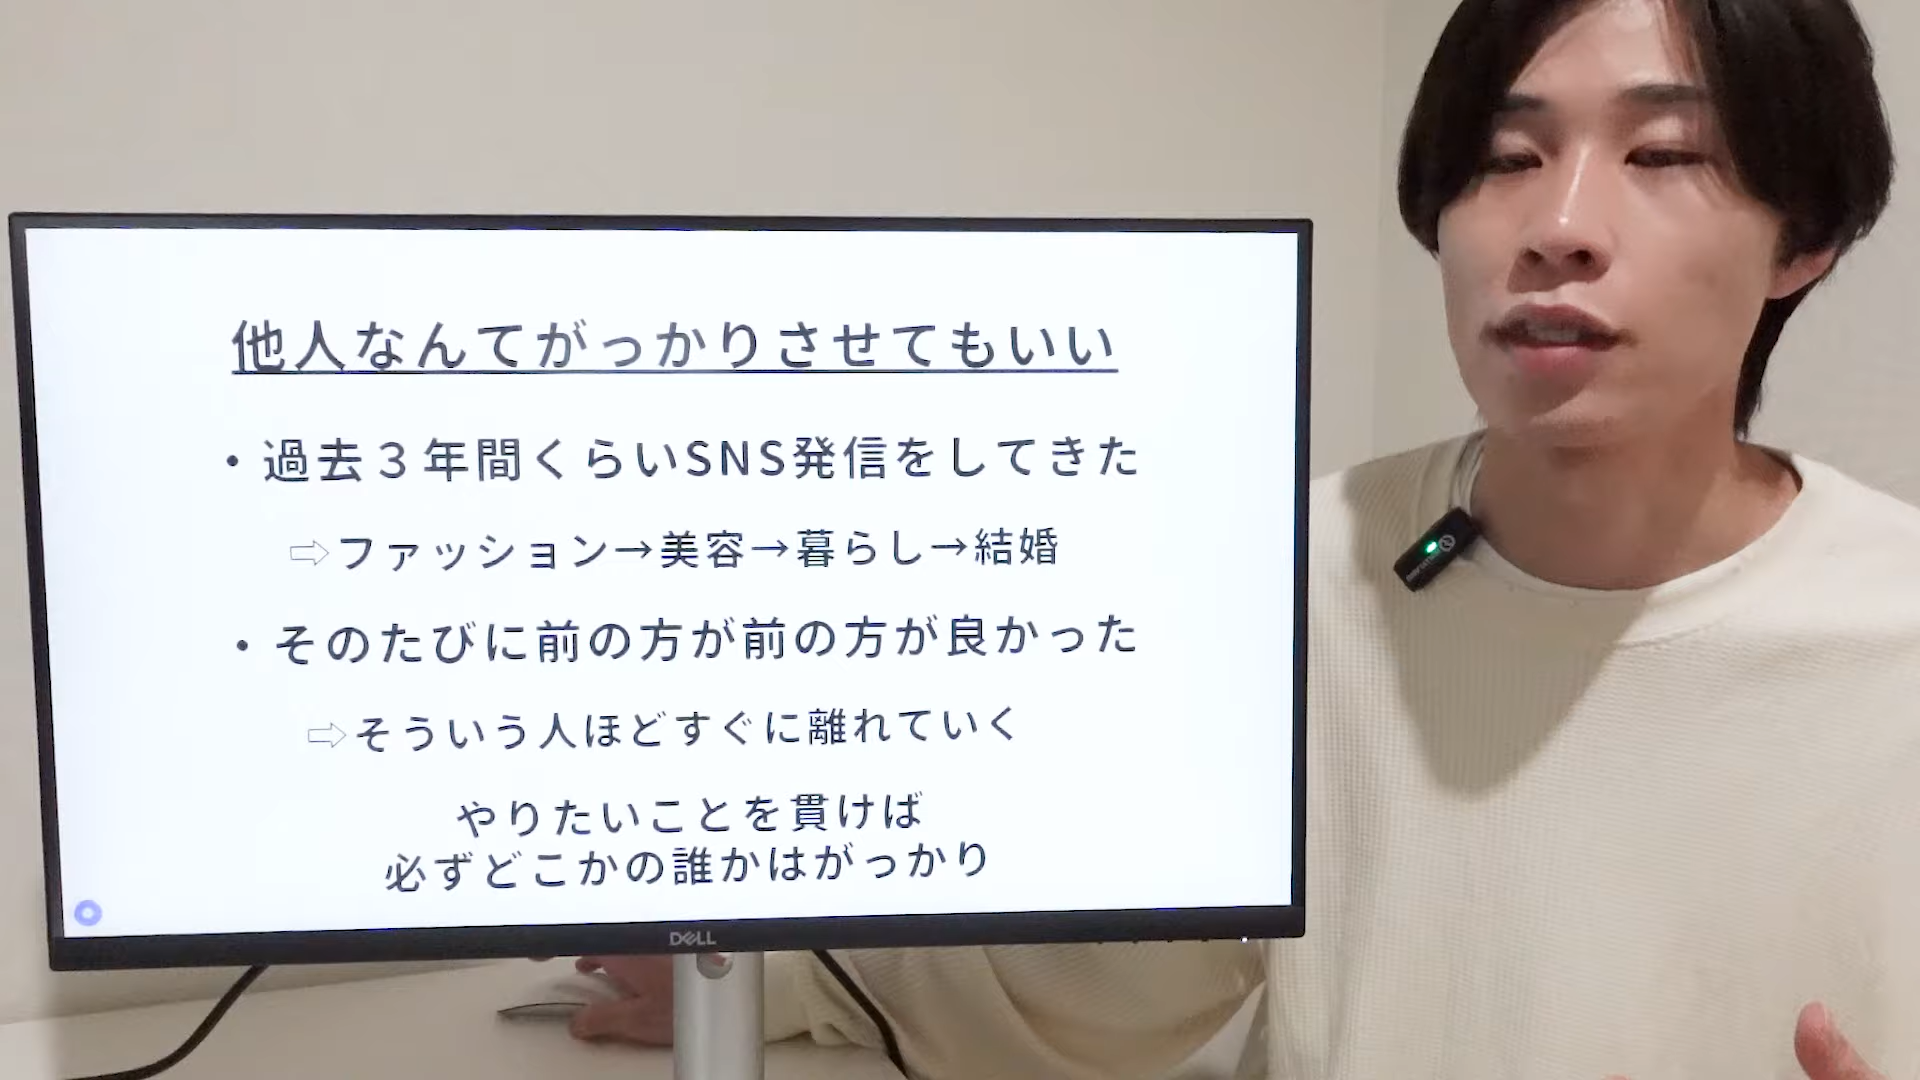 他人なんてがっかりさせてもいい
・過去３年間くらいSNS発信をしてきた
⇨ファッション→美容→暮らし→結婚
・そのたびに前の方が前の方が良かった
⇨そういう人ほどすぐに離れていく
やりたいことを貫けば
必ずどこかの誰かはがっかり
DELL